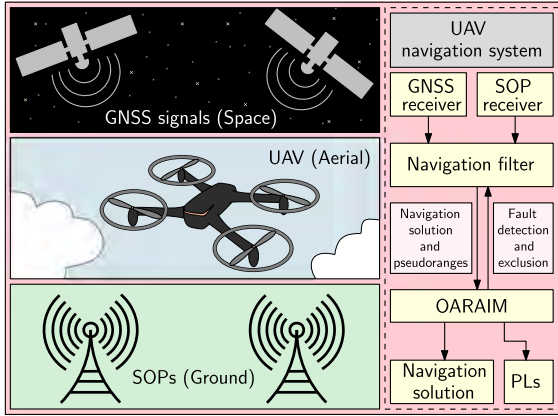 GNSS signals (Space)
UAV (Aerial)
SOPs (Ground)
UAV
navigation system
GNSS
receiver
SOP
receiver
Navigation filter
Navigation
solution
and
pseudoranges
Fault
detection
and
exclusion
OARAIM
Navigation
solution
PLs